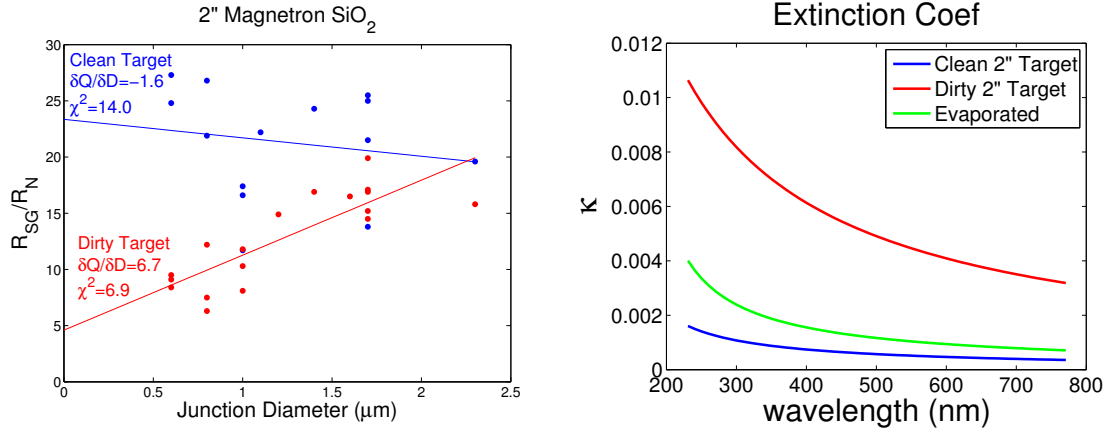 2" Magnetron SiO2
30
25
20
15
10
5
0
0
0.5
1
1.5
2
2.5
RSG/RN
Junction Diameter (μm)
Clean Target
δQ/δD=−1.6
χ²=14.0
Dirty Target
δQ/δD=6.7
χ²=6.9
Extinction Coef
0.012
0.01
0.008
0.006
0.004
0.002
0
200
300
400
500
600
700
800
κ
wavelength (nm)
Clean 2" Target
Dirty 2" Target
Evaporated